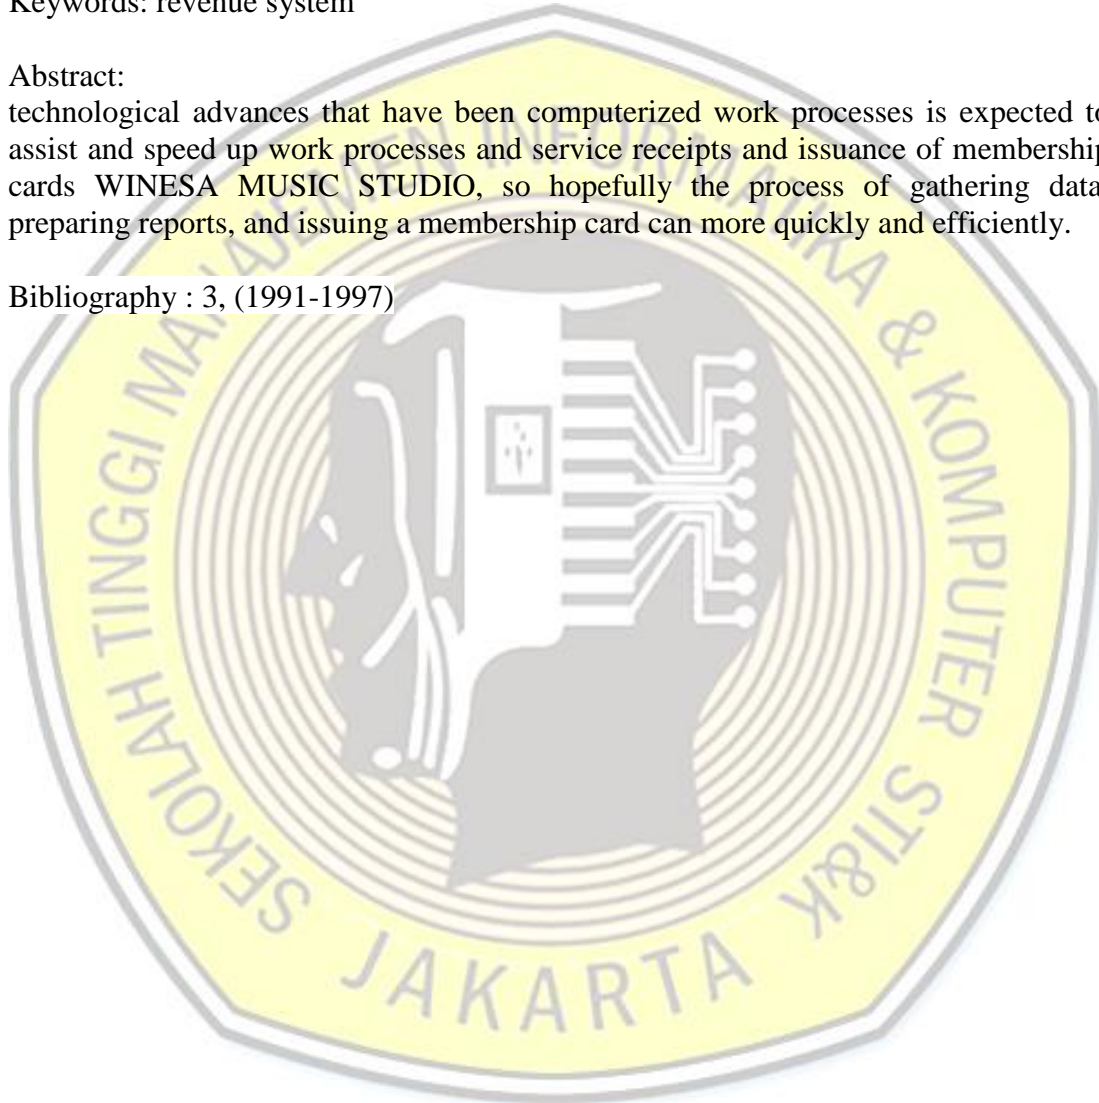 Keywords: revenue system
Abstract:
technological advances that have been computerized work processes is expected to
assist and speed up work processes and service receipts and issuance of membership
cards WINESA MUSIC STUDIO, so hopefully the process of gathering data
preparing reports, and issuing a membership card can more quickly and efficiently.
Bibliography : 3, (1991-1997)
SEKOLAH TINGGI MANAJEMEN INFORMATIKA & KOMPUTER STI&K
JAKARTA